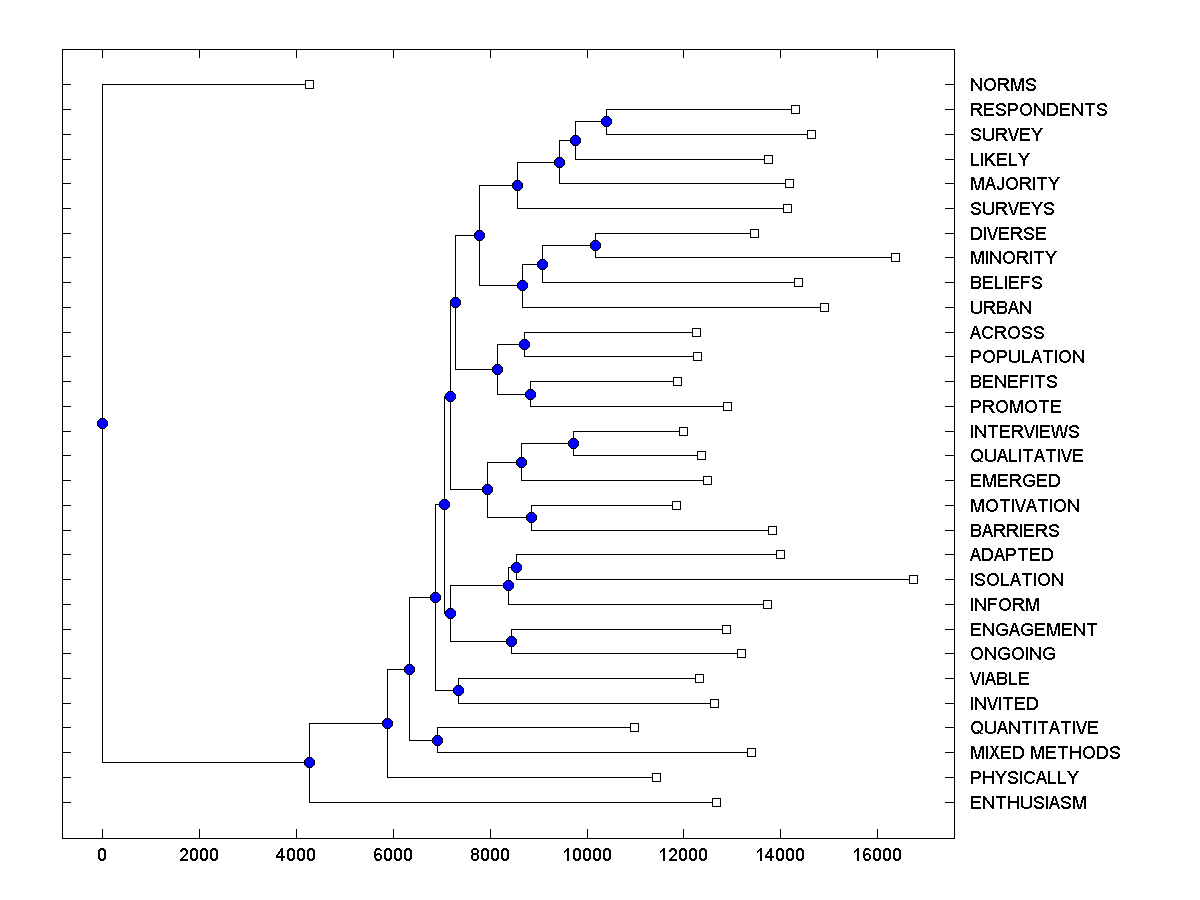 NORMS
RESPONDENTS
SURVEY
LIKELY
MAJORITY
SURVEYS
DIVERSE
MINORITY
BELIEFS
URBAN
ACROSS
POPULATION
BENEFITS
PROMOTE
INTERVIEWS
QUALITATIVE
EMERGED
MOTIVATION
BARRIERS
ADAPTED
ISOLATION
INFORM
ENGAGEMENT
ONGOING
VIABLE
INVITED
QUANTITATIVE
MIXED METHODS
PHYSICALLY
ENTHUSIASM
0 2000 4000 6000 8000 10000 12000 14000 16000